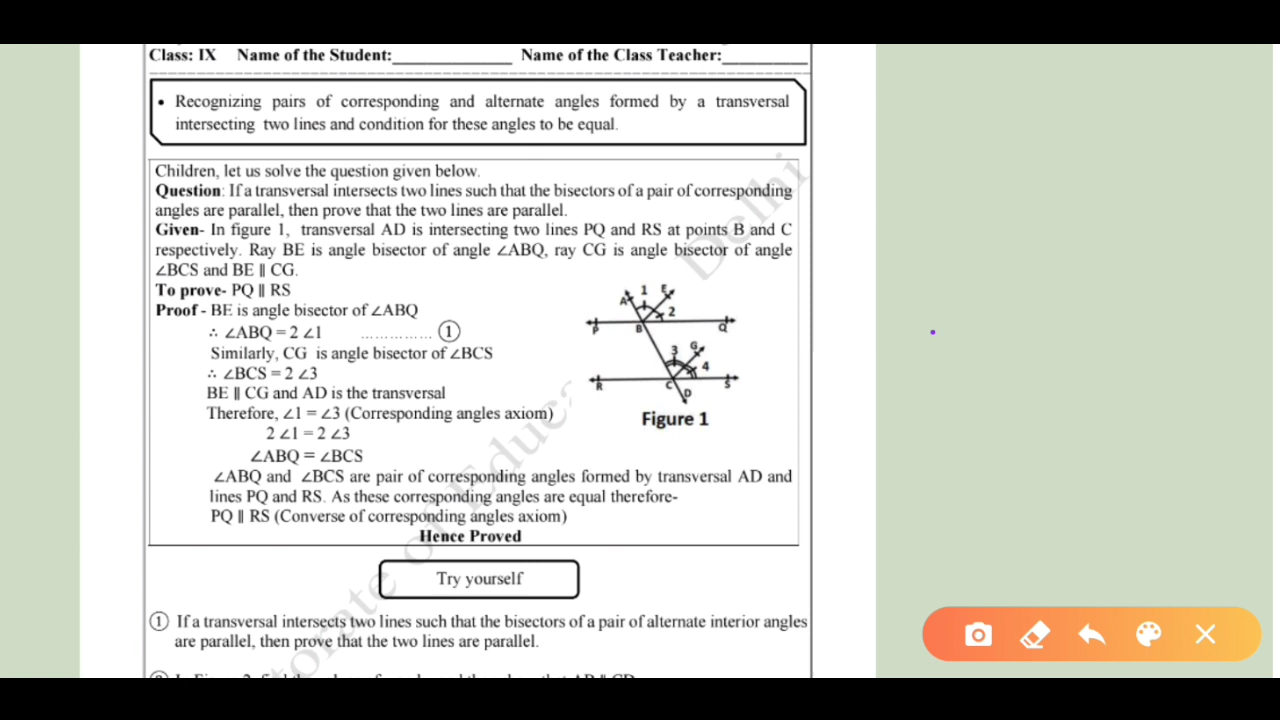 Class: IX Name of the Student:______________ Name of the Class Teacher:__________
• Recognizing pairs of corresponding and alternate angles formed by a transversal
intersecting two lines and condition for these angles to be equal.
Children, let us solve the question given below.
Question: If a transversal intersects two lines such that the bisectors of a pair of corresponding
angles are parallel, then prove that the two lines are parallel.
Given- In figure 1, transversal AD is intersecting two lines PQ and RS at points B and C
respectively. Ray BE is angle bisector of angle ∠ABQ, ray CG is angle bisector of angle
∠BCS and BE ∥ CG.
To prove- PQ ∥ RS
Proof - BE is angle bisector of ∠ABQ
∴ ∠ABQ = 2 ∠1 ............... ①
Similarly, CG is angle bisector of ∠BCS
∴ ∠BCS = 2 ∠3
BE ∥ CG and AD is the transversal
Therefore, ∠1 = ∠3 (Corresponding angles axiom)
2 ∠1 = 2 ∠3
∠ABQ = ∠BCS
∠ABQ and ∠BCS are pair of corresponding angles formed by transversal AD and
lines PQ and RS. As these corresponding angles are equal therefore-
PQ ∥ RS (Converse of corresponding angles axiom)
Hence Proved
A 1 E
2
P B Q
3 G
4
R C S
D
Figure 1
Try yourself
① If a transversal intersects two lines such that the bisectors of a pair of alternate interior angles
are parallel, then prove that the two lines are parallel.
Delhi